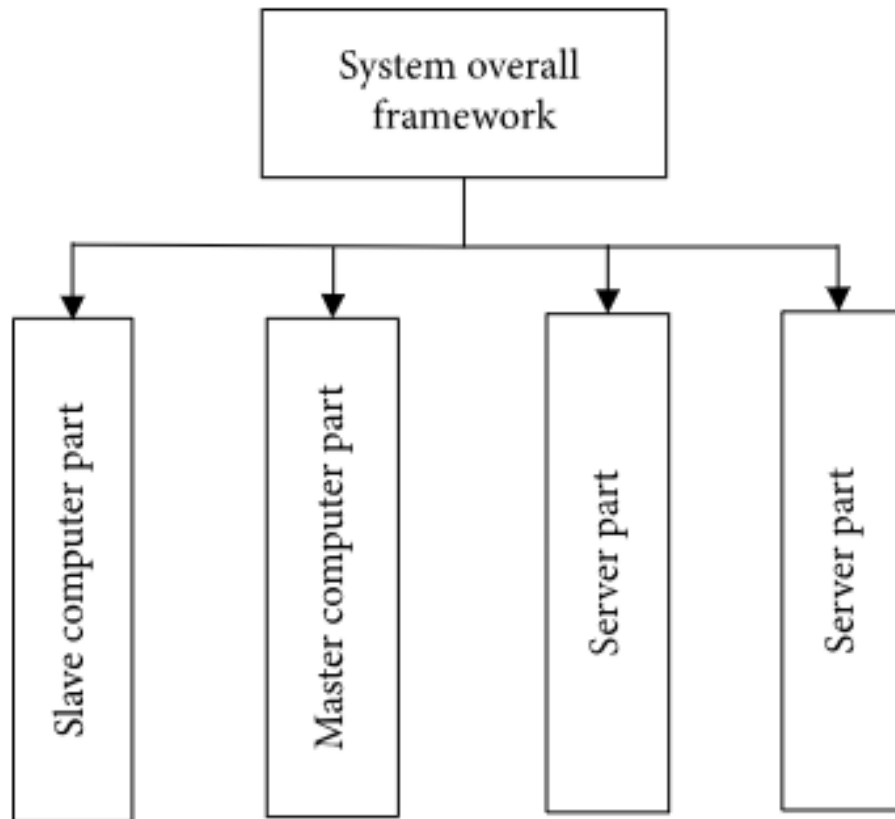 System overall
framework
Slave computer part
Master computer part
Server part
Server part